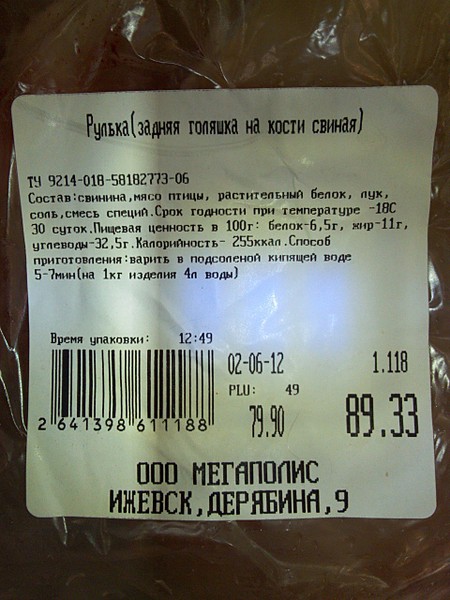 Рулька(задняя голяшка на кости свиная)
ТУ 9214-018-58182773-06
Состав:свинина,мясо птицы, растительный белок, лук,
соль,смесь специй.Срок годности при температуре -18С
30 суток.Пищевая ценность в 100г: белок-6,5г, жир-11г,
углеводы-32,5г.Калорийность- 255ккал.Способ
приготовления:варить в подсоленой кипящей воде
5-7мин(на 1кг изделия 4л воды)
Время упаковки: 12:49
02-06-12 1.118
PLU: 49
79.90 89.33
2 641398 611188
ООО МЕГАПОЛИС
ИЖЕВСК,ДЕРЯБИНА,9